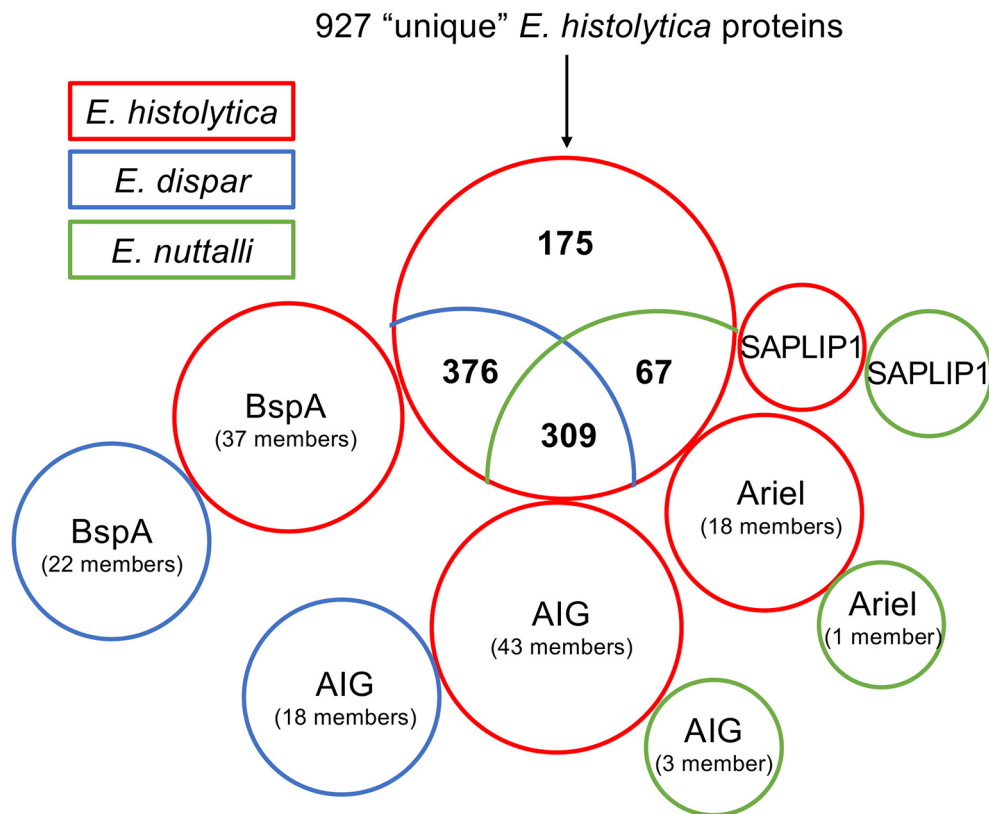 927 “unique” E. histolytica proteins
E. histolytica
E. dispar
E. nuttalli
175
376
67
309
SAPLIP1
SAPLIP1
BspA
(37 members)
BspA
(22 members)
Ariel
(18 members)
Ariel
(1 member)
AIG
(43 members)
AIG
(18 members)
AIG
(3 member)